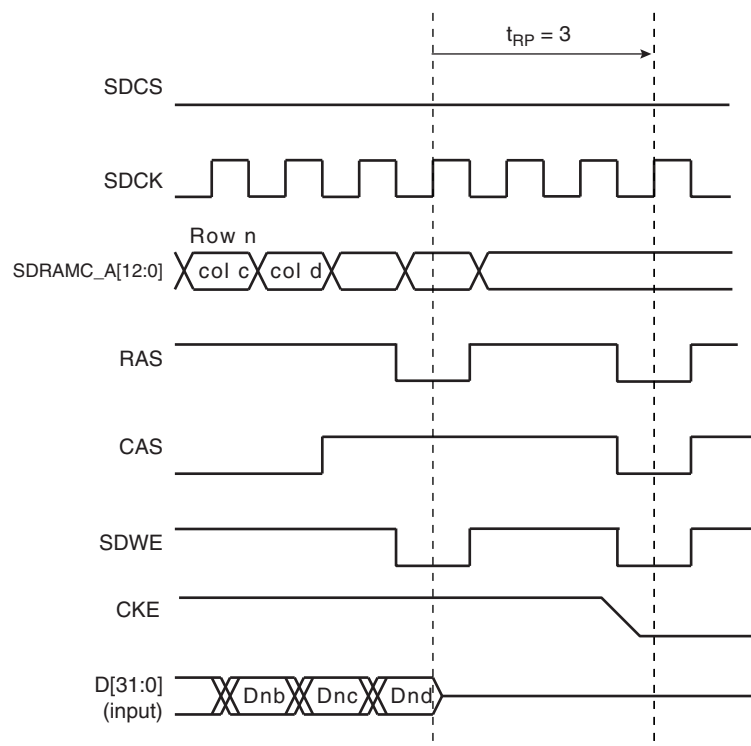 t_RP = 3
SDCS
SDCK
Row n
SDRAMC_A[12:0]
col c col d
RAS
CAS
SDWE
CKE
D[31:0]
(input)
Dnb Dnc Dnd